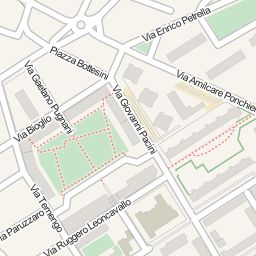 Via Enrico Petrella
Piazza Bottesini
Via Amilcare Ponchie
Via Gaetano Pugnani
Via Giovanni Pacini
Via Bioglio
Via Ternengo
Via Paruzzaro
Via Ruggero Leoncavallo